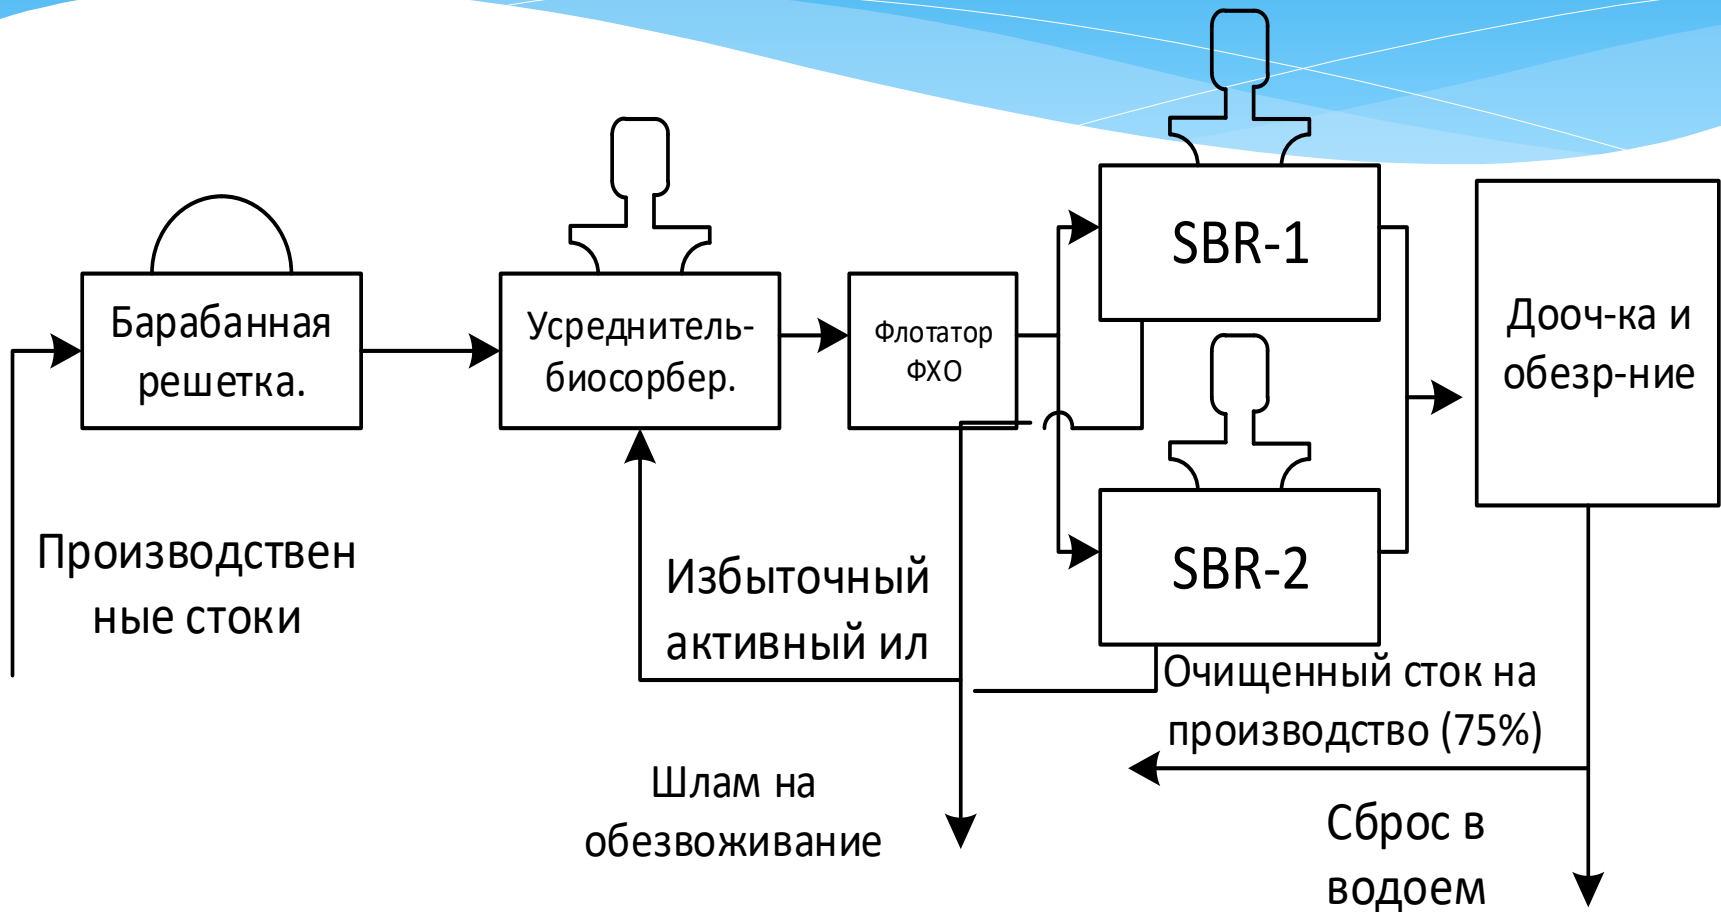 Барабанная
решетка.
Усреднитель-
биосорбер.
Флотатор
ФХО
SBR-1
SBR-2
Дооч-ка и
обезр-ние
Производствен
ные стоки
Избыточный
активный ил
Очищенный сток на
производство (75%)
Шлам на
обезвоживание
Сброс в
водоем